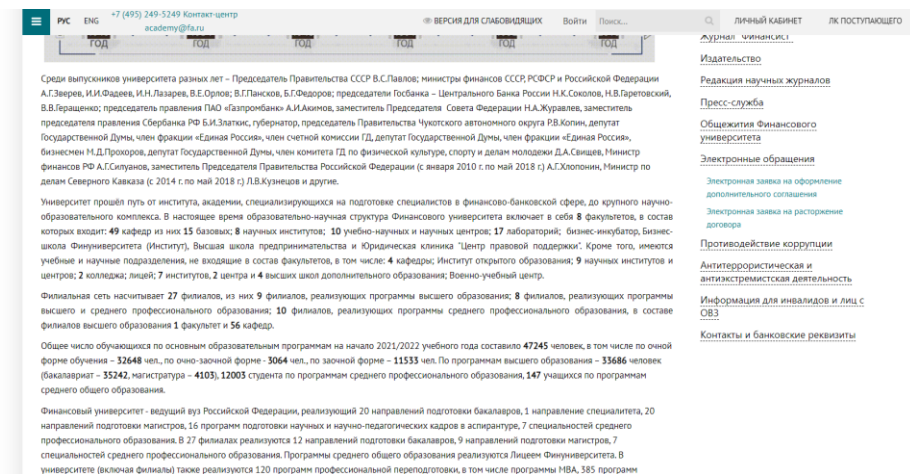 РУС ENG +7 (495) 249-5249 Контакт-центр
academy@fa.ru
ВЕРСИЯ ДЛЯ СЛАБОВИДЯЩИХ Войти Поиск... ЛИЧНЫЙ КАБИНЕТ ЛК ПОСТУПАЮЩЕГО
ГОД ГОД ГОД ГОД ГОД
Среди выпускников университета разных лет – Председатель Правительства СССР В.С.Павлов; министры финансов СССР, РСФСР и Российской Федерации
А.Г.Зверев, И.И.Фадеев, И.Н.Лазарев, В.Е.Орлов; В.Г.Пансков, Б.Г.Федоров; председатели Госбанка – Центрального Банка России Н.К.Соколов, Н.В.Гаретовский,
В.В.Геращенко; председатель правления ПАО «Газпромбанк» А.И.Акимов, заместитель Председателя Совета Федерации Н.А.Журавлев, заместитель
председателя правления Сбербанка РФ Б.И.Златкис, губернатор, председатель Правительства Чукотского автономного округа Р.В.Копин, депутат
Государственной Думы, член фракции «Единая Россия», член счетной комиссии ГД, депутат Государственной Думы, член фракции «Единая Россия»,
бизнесмен М.Д.Прохоров, депутат Государственной Думы, член комитета ГД по физической культуре, спорту и делам молодежи Д.А.Свищев, Министр
финансов РФ А.Г.Силуанов, заместитель Председателя Правительства Российской Федерации (с января 2010 г. по май 2018 г.) А.Г.Хлопонин, Министр по
делам Северного Кавказа (с 2014 г. по май 2018 г.) Л.В.Кузнецов и другие.
Университет прошёл путь от института, академии, специализирующихся на подготовке специалистов в финансово-банковской сфере, до крупного научно-
образовательного комплекса. В настоящее время образовательно-научная структура Финансового университета включает в себя 8 факультетов, в состав
которых входит: 49 кафедр из них 15 базовых; 8 научных институтов; 10 учебно-научных и научных центров; 17 лабораторий; бизнес-инкубатор, Бизнес-
школа Финуниверситета (Институт), Высшая школа предпринимательства и Юридическая клиника "Центр правовой поддержки". Кроме того, имеются
учебные и научные подразделения, не входящие в состав факультетов, в том числе: 4 кафедры; Институт открытого образования; 9 научных институтов и
центров; 2 колледжа; лицей; 7 институтов, 2 центра и 4 высших школ дополнительного образования; Военно-учебный центр.
Филиальная сеть насчитывает 27 филиалов, из них 9 филиалов, реализующих программы высшего образования; 8 филиалов, реализующих программы
высшего и среднего профессионального образования; 10 филиалов, реализующих программы среднего профессионального образования, в составе
филиалов высшего образования 1 факультет и 56 кафедр.
Общее число обучающихся по основным образовательным программам на начало 2021/2022 учебного года составило 47245 человек, в том числе по очной
форме обучения – 32648 чел., по очно-заочной форме - 3064 чел., по заочной форме – 11533 чел. По программам высшего образования – 33686 человек
(бакалавриат – 35242, магистратура – 4103), 12003 студента по программам среднего профессионального образования, 147 учащихся по программам
среднего общего образования.
Финансовый университет - ведущий вуз Российской Федерации, реализующий 20 направлений подготовки бакалавров, 1 направление специалитета, 20
направлений подготовки магистров, 16 программ подготовки научных и научно-педагогических кадров в аспирантуре, 7 специальностей среднего
профессионального образования. В 27 филиалах реализуются 12 направлений подготовки бакалавров, 9 направлений подготовки магистров, 7
специальностей среднего профессионального образования. Программы среднего общего образования реализуются Лицеем Финуниверситета. В
университете (включая филиалы) также реализуются 120 программ профессиональной переподготовки, в том числе программы MBA, 385 программ
Журнал "Финансист"
Издательство
Редакция научных журналов
Пресс-служба
Общежития Финансового
университета
Электронные обращения
Электронная заявка на оформление
дополнительного соглашения
Электронная заявка на расторжение
договора
Противодействие коррупции
Антитеррористическая и
антиэкстремистская деятельность
Информация для инвалидов и лиц с
ОВЗ
Контакты и банковские реквизиты